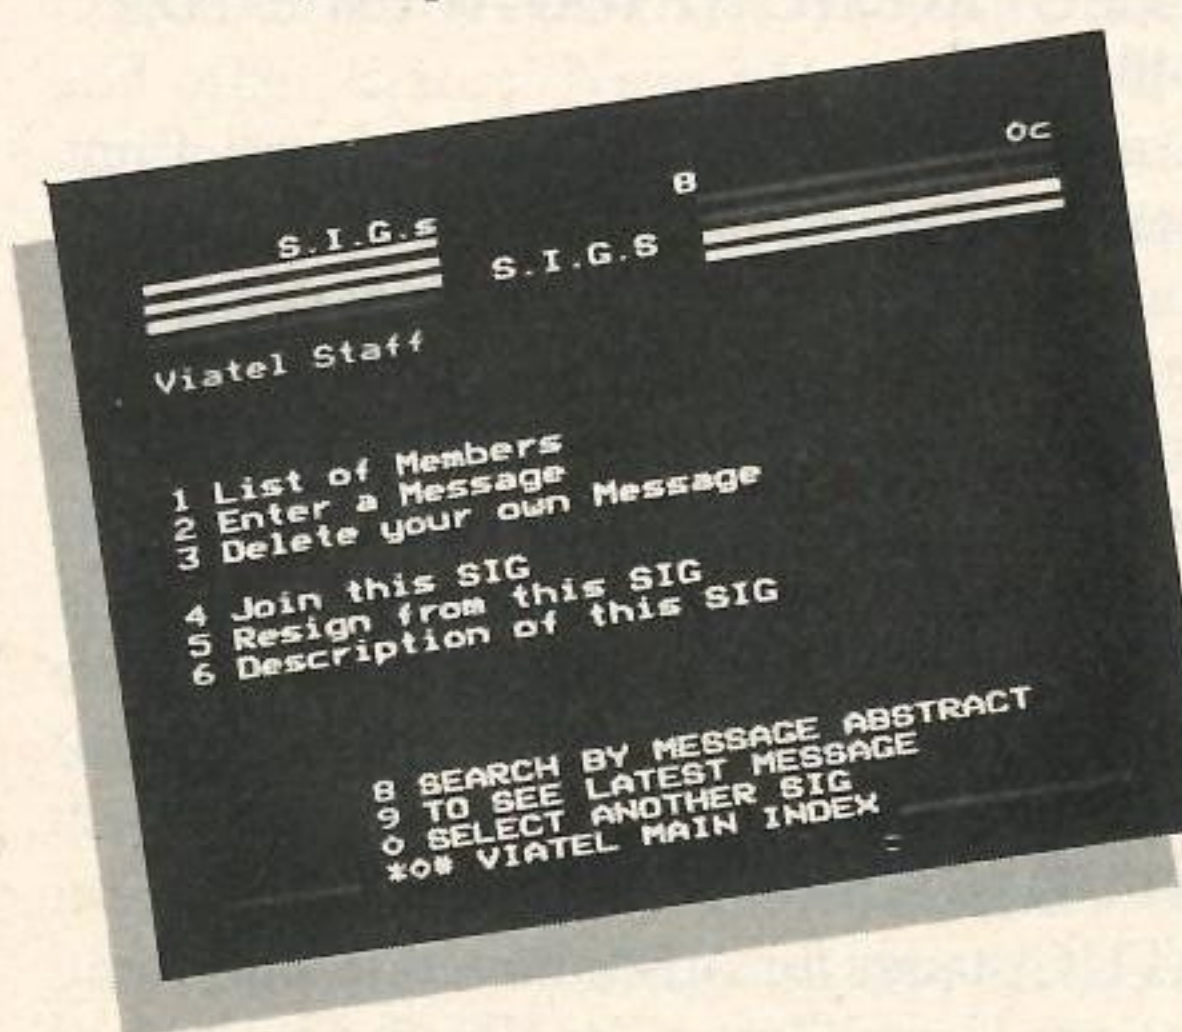 8 0c
S.I.G.s
S.I.G.S
Viatel Staff
1 List of Members
2 Enter a Message
3 Delete your own Message
4 Join this SIG
5 Resign from this SIG
6 Description of this SIG
8 SEARCH BY MESSAGE ABSTRACT
9 TO SEE LATEST MESSAGE
0 SELECT ANOTHER SIG
*0# VIATEL MAIN INDEX